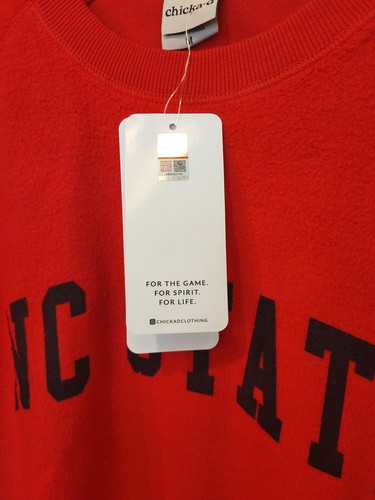 chicka-d
FOR THE GAME.
FOR SPIRIT.
FOR LIFE.
CHICKADCLOTHING
NC STAT